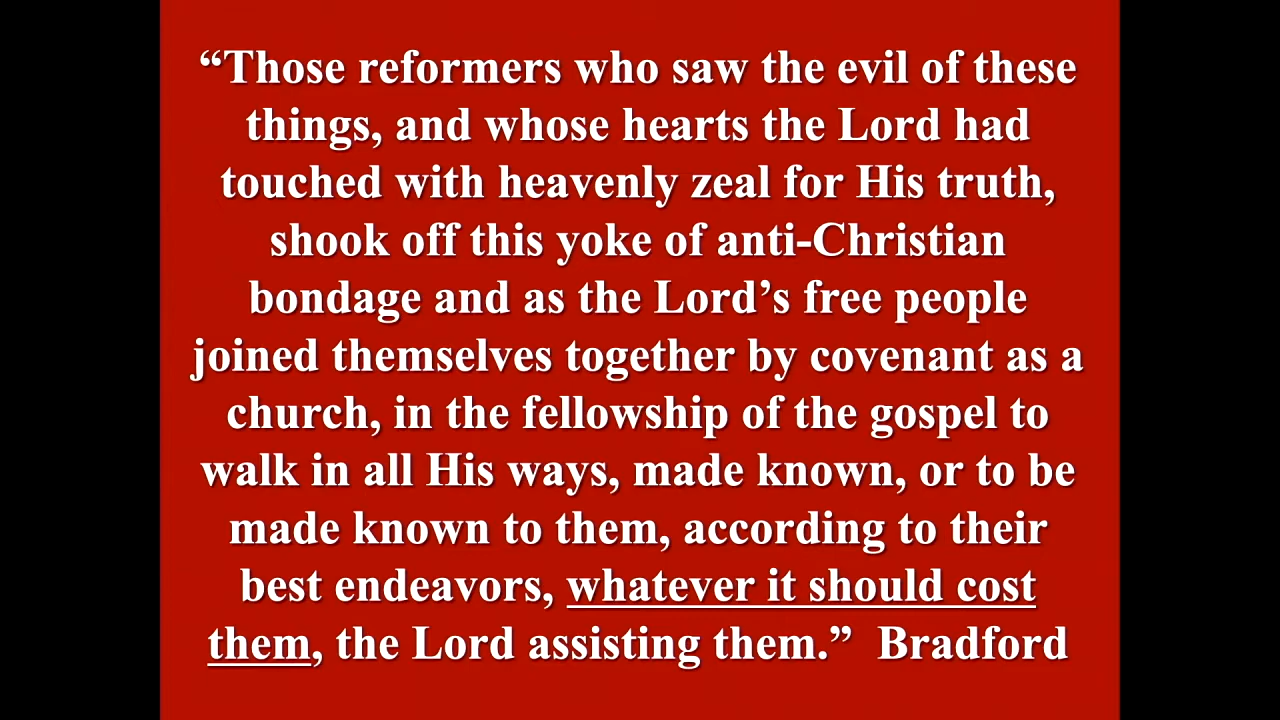 “Those reformers who saw the evil of these
things, and whose hearts the Lord had
touched with heavenly zeal for His truth,
shook off this yoke of anti-Christian
bondage and as the Lord’s free people
joined themselves together by covenant as a
church, in the fellowship of the gospel to
walk in all His ways, made known, or to be
made known to them, according to their
best endeavors, whatever it should cost
them, the Lord assisting them.”  Bradford